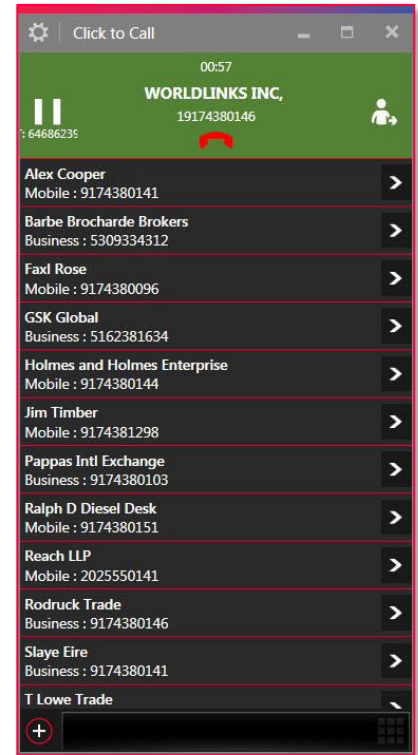 Click to Call
00:57
WORLDLINKS INC,
19174380146
: 64686239
Alex Cooper
Mobile : 9174380141
Barbe Brocharde Brokers
Business : 5309334312
Faxl Rose
Mobile : 9174380096
GSK Global
Business : 5162381634
Holmes and Holmes Enterprise
Mobile : 9174380144
Jim Timber
Mobile : 9174381298
Pappas Intl Exchange
Business : 9174380103
Ralph D Diesel Desk
Mobile : 9174380151
Reach LLP
Mobile : 2025550141
Rodruck Trade
Business : 9174380146
Slaye Eire
Business : 9174380141
T Lowe Trade